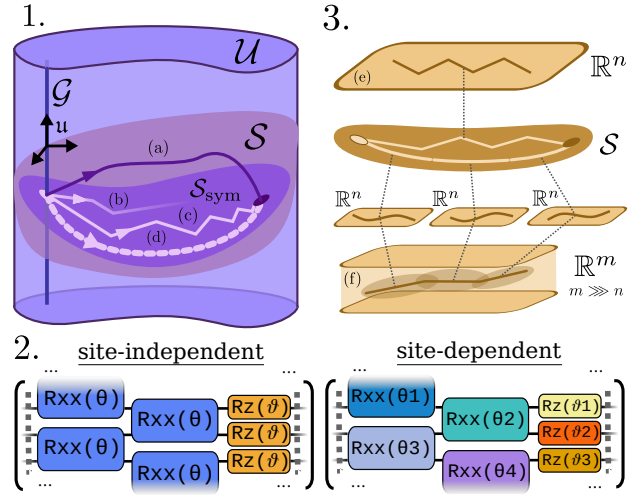 1.
𝒰
𝒢
𝔲
𝒮
(a)
(b)
𝒮sym
(c)
(d)
3.
(e)
ℝⁿ
𝒮
ℝⁿ ℝⁿ ℝⁿ
(f)
ℝᵐ
m ⋙ n
2.
site-independent
... ...
Rxx(θ) Rz(ϑ)
Rxx(θ)
Rxx(θ) Rz(ϑ)
Rxx(θ) Rz(ϑ)
... ...
site-dependent
... ...
Rxx(θ1) Rz(ϑ1)
Rxx(θ2)
Rxx(θ3) Rz(ϑ2)
Rxx(θ4) Rz(ϑ3)
... ...